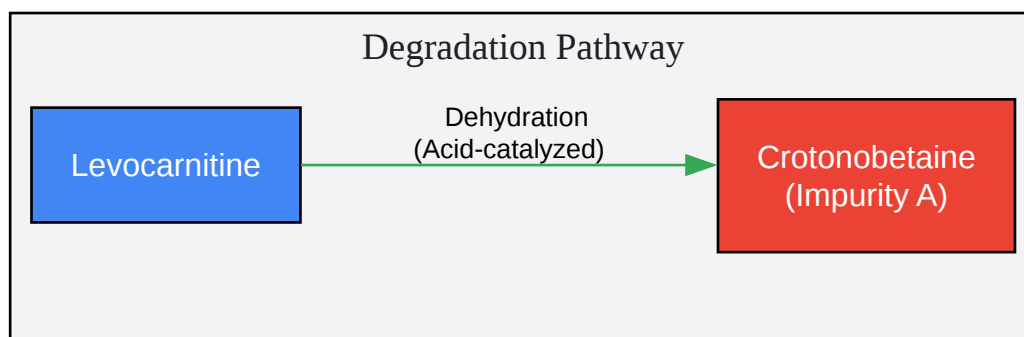 Degradation Pathway
Levocarnitine
Dehydration
(Acid-catalyzed)
Crotonobetaine
(Impurity A)